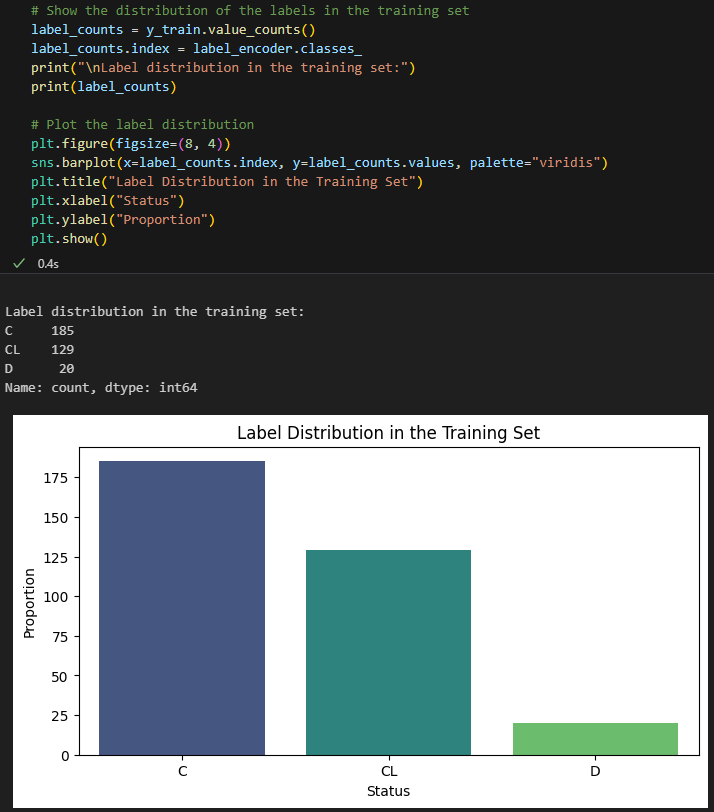 # Show the distribution of the labels in the training set
label_counts = y_train.value_counts()
label_counts.index = label_encoder.classes_
print("\nLabel distribution in the training set:")
print(label_counts)
# Plot the label distribution
plt.figure(figsize=(8, 4))
sns.barplot(x=label_counts.index, y=label_counts.values, palette="viridis")
plt.title("Label Distribution in the Training Set")
plt.xlabel("Status")
plt.ylabel("Proportion")
plt.show()
0.4s
Label distribution in the training set:
C 185
CL 129
D 20
Name: count, dtype: int64
Label Distribution in the Training Set
175
150
125
100
75
50
25
0
Proportion
C CL D
Status